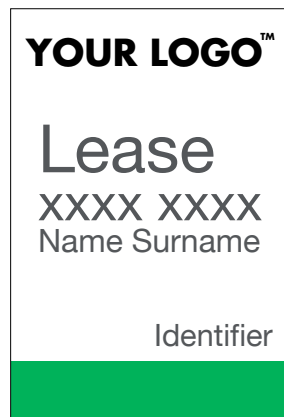 YOUR LOGO™
Lease
xxxx xxxx
Name Surname
Identifier